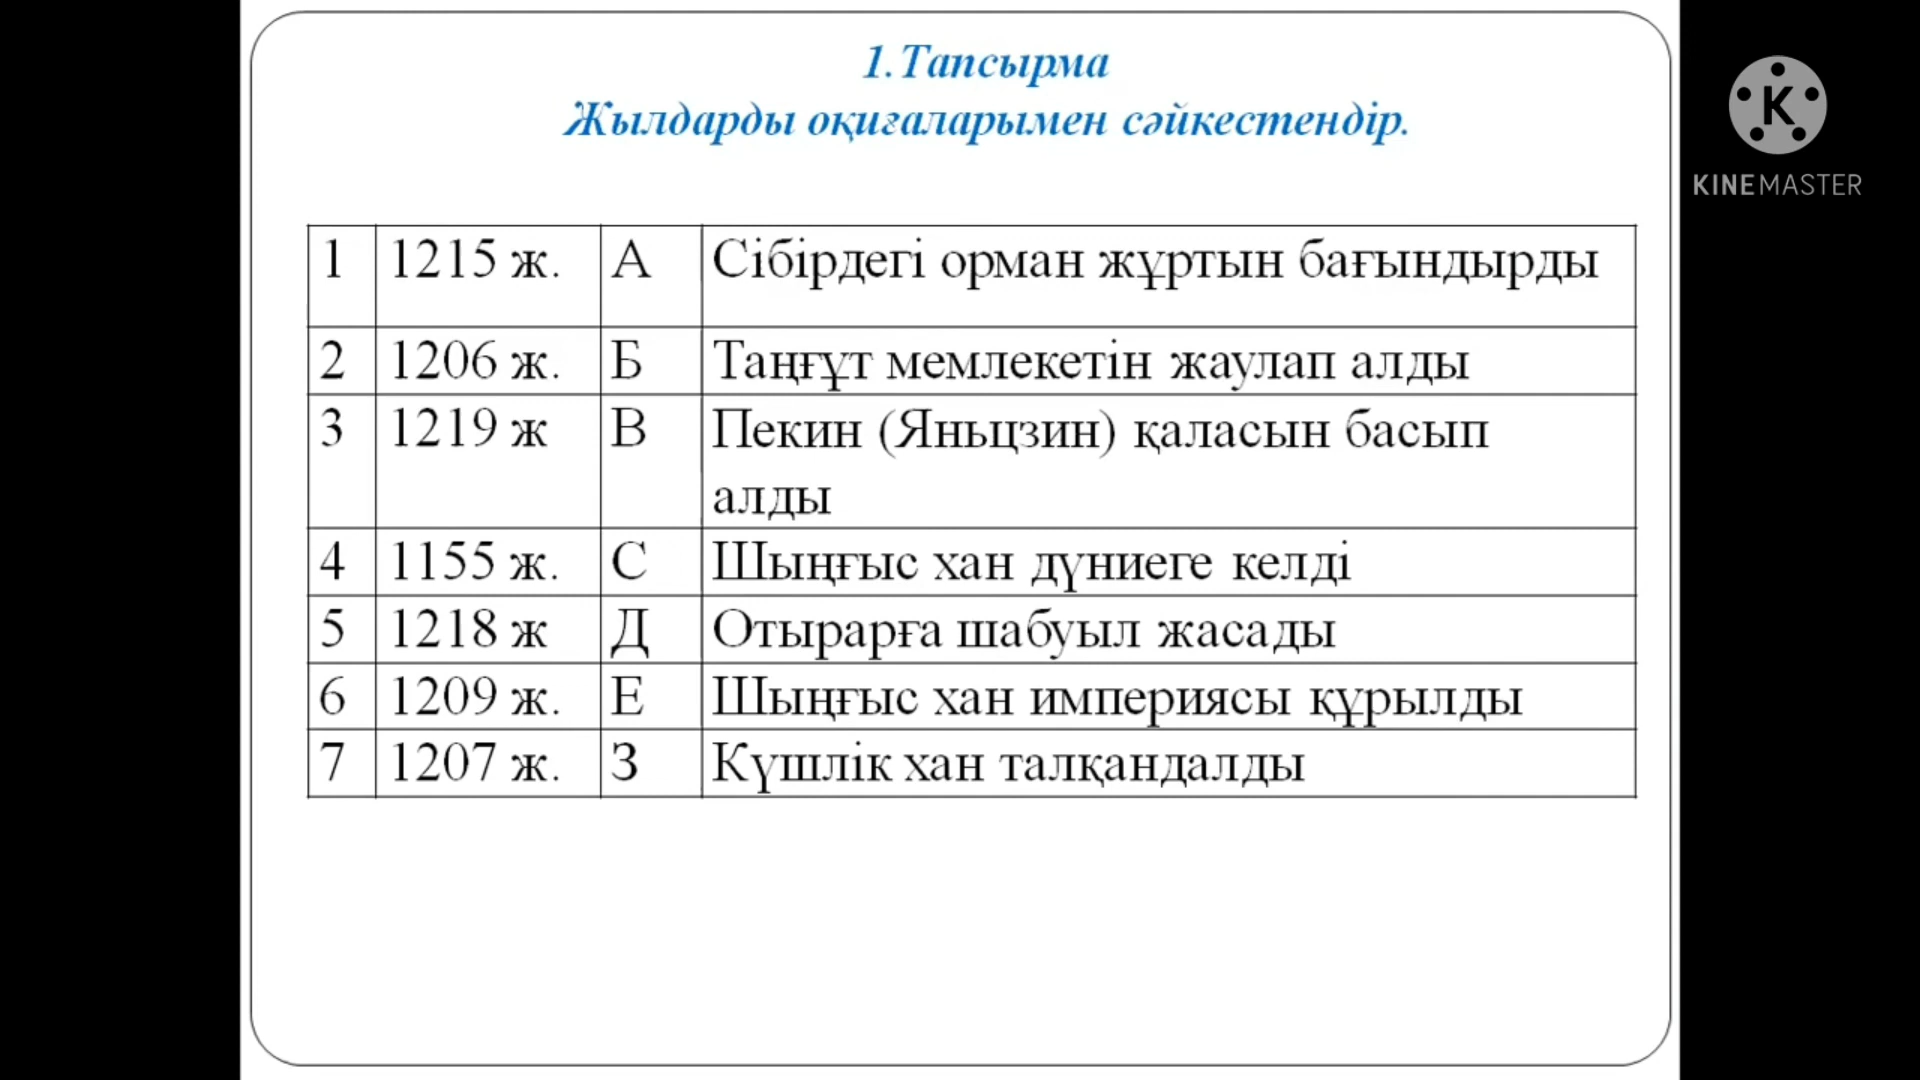 1.Тапсырма
Жылдарды оқиғаларымен сәйкестендір.
K
KINEMASTER
1 1215 ж. А Сібірдегі орман жұртын бағындырды
2 1206 ж. Б Таңғұт мемлекетін жаулап алды
3 1219 ж В Пекин (Яньцзин) қаласын басып
алды
4 1155 ж. С Шыңғыс хан дүниеге келді
5 1218 ж Д Отырарға шабуыл жасады
6 1209 ж. Е Шыңғыс хан империясы құрылды
7 1207 ж. З Күшлік хан талқандалды